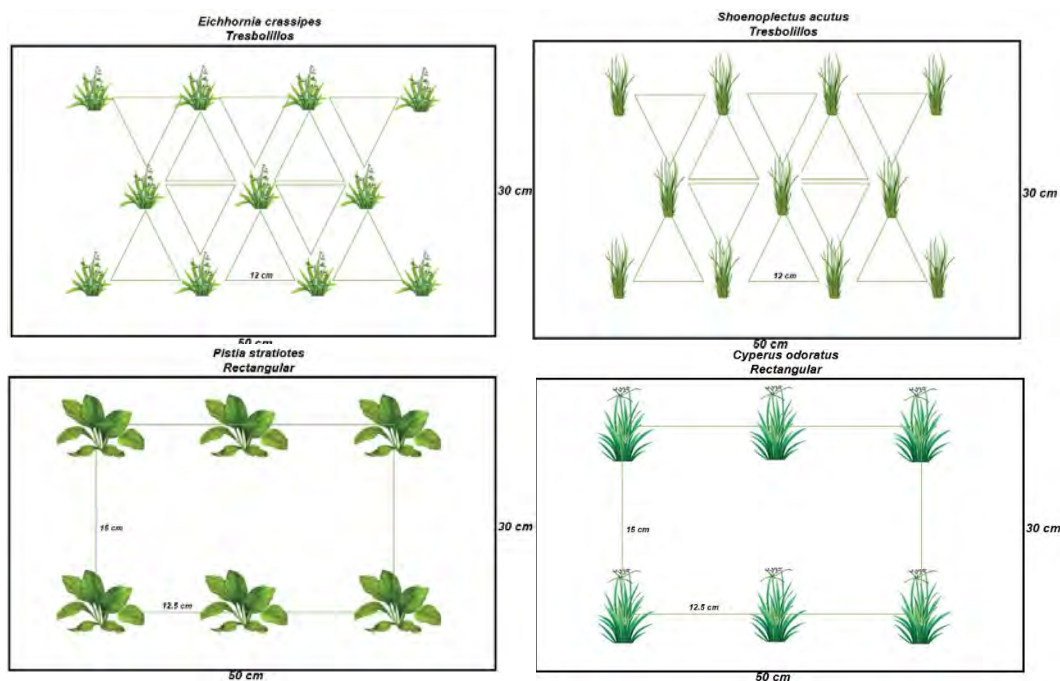 Eichhornia crassipes
Tresbolillos
12 cm
30 cm
50 cm
Shoenoplectus acutus
Tresbolillos
12 cm
30 cm
50 cm
Pistia stratiotes
Rectangular
15 cm
12.5 cm
30 cm
50 cm
Cyperus odoratus
Rectangular
15 cm
12.5 cm
30 cm
50 cm